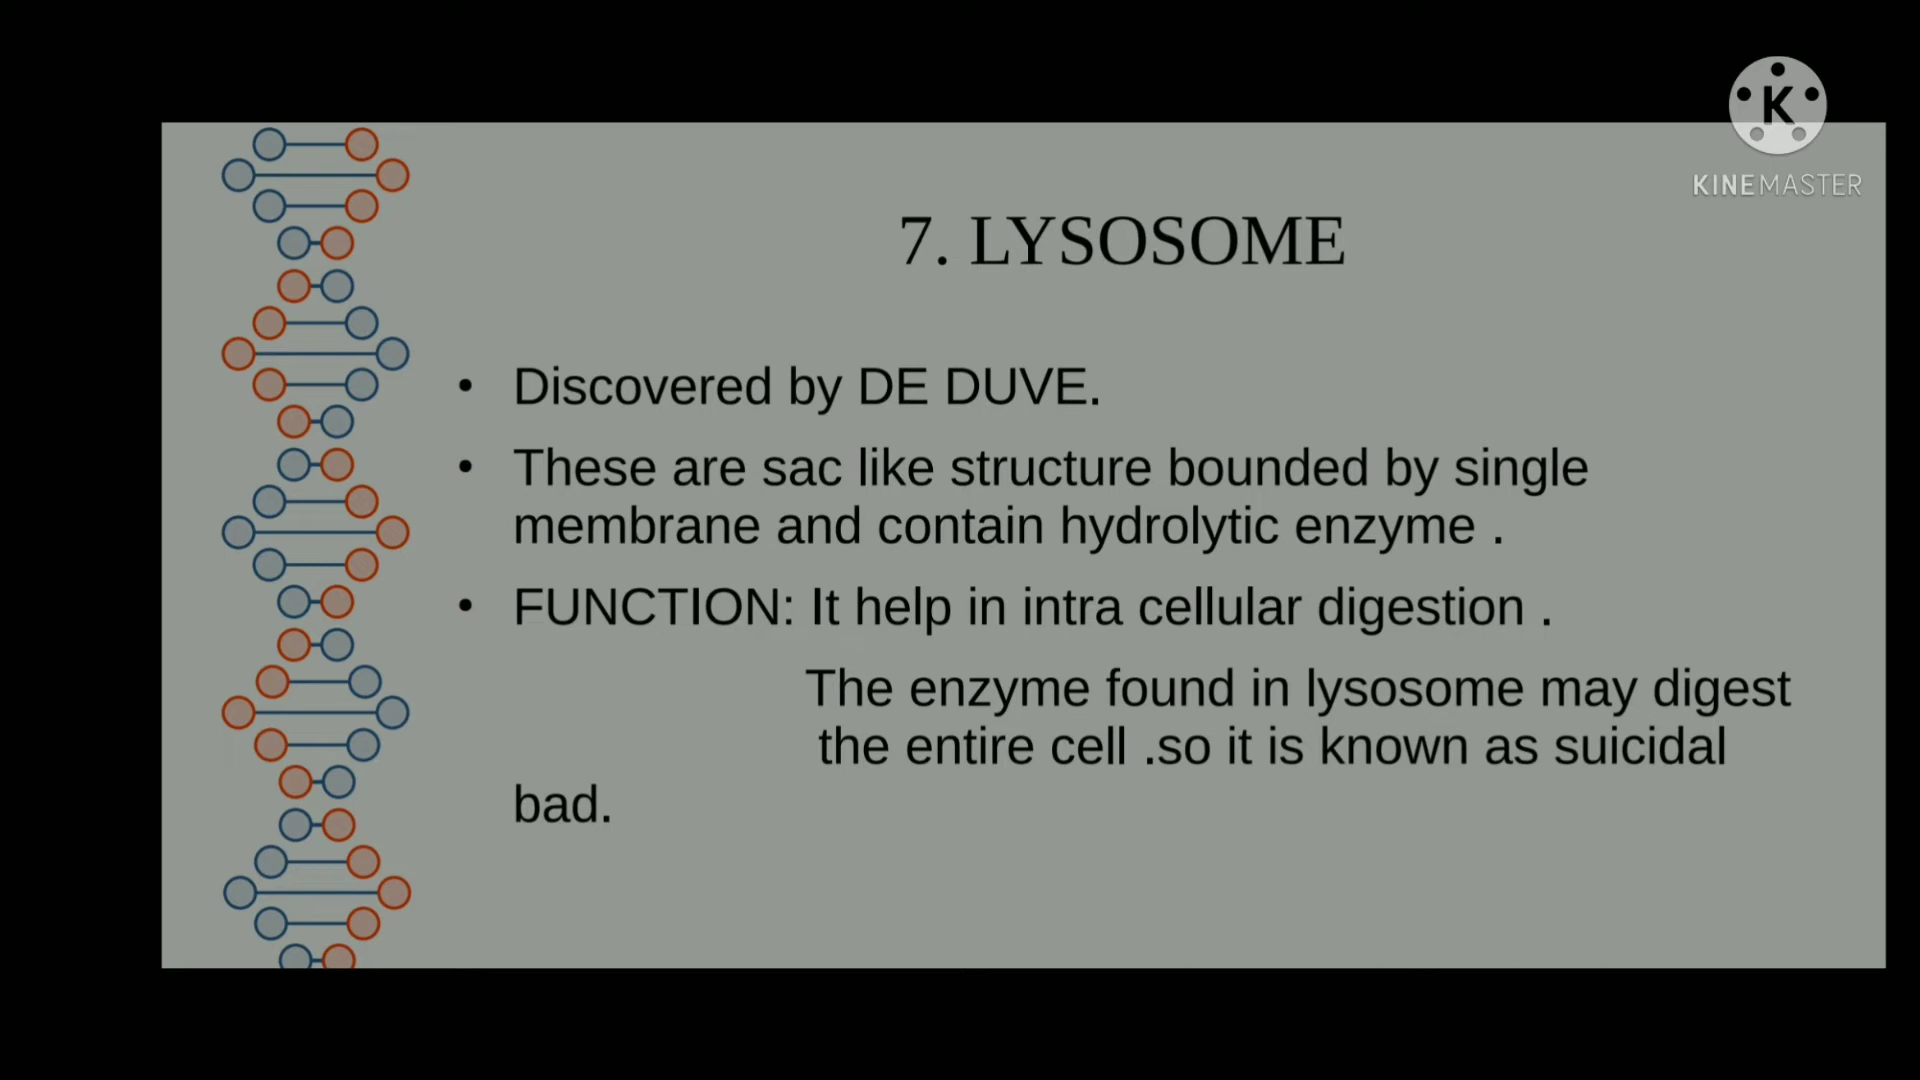 K
KINEMASTER
7. LYSOSOME
• Discovered by DE DUVE.
• These are sac like structure bounded by single
membrane and contain hydrolytic enzyme .
• FUNCTION: It help in intra cellular digestion .
The enzyme found in lysosome may digest
the entire cell .so it is known as suicidal
bad.